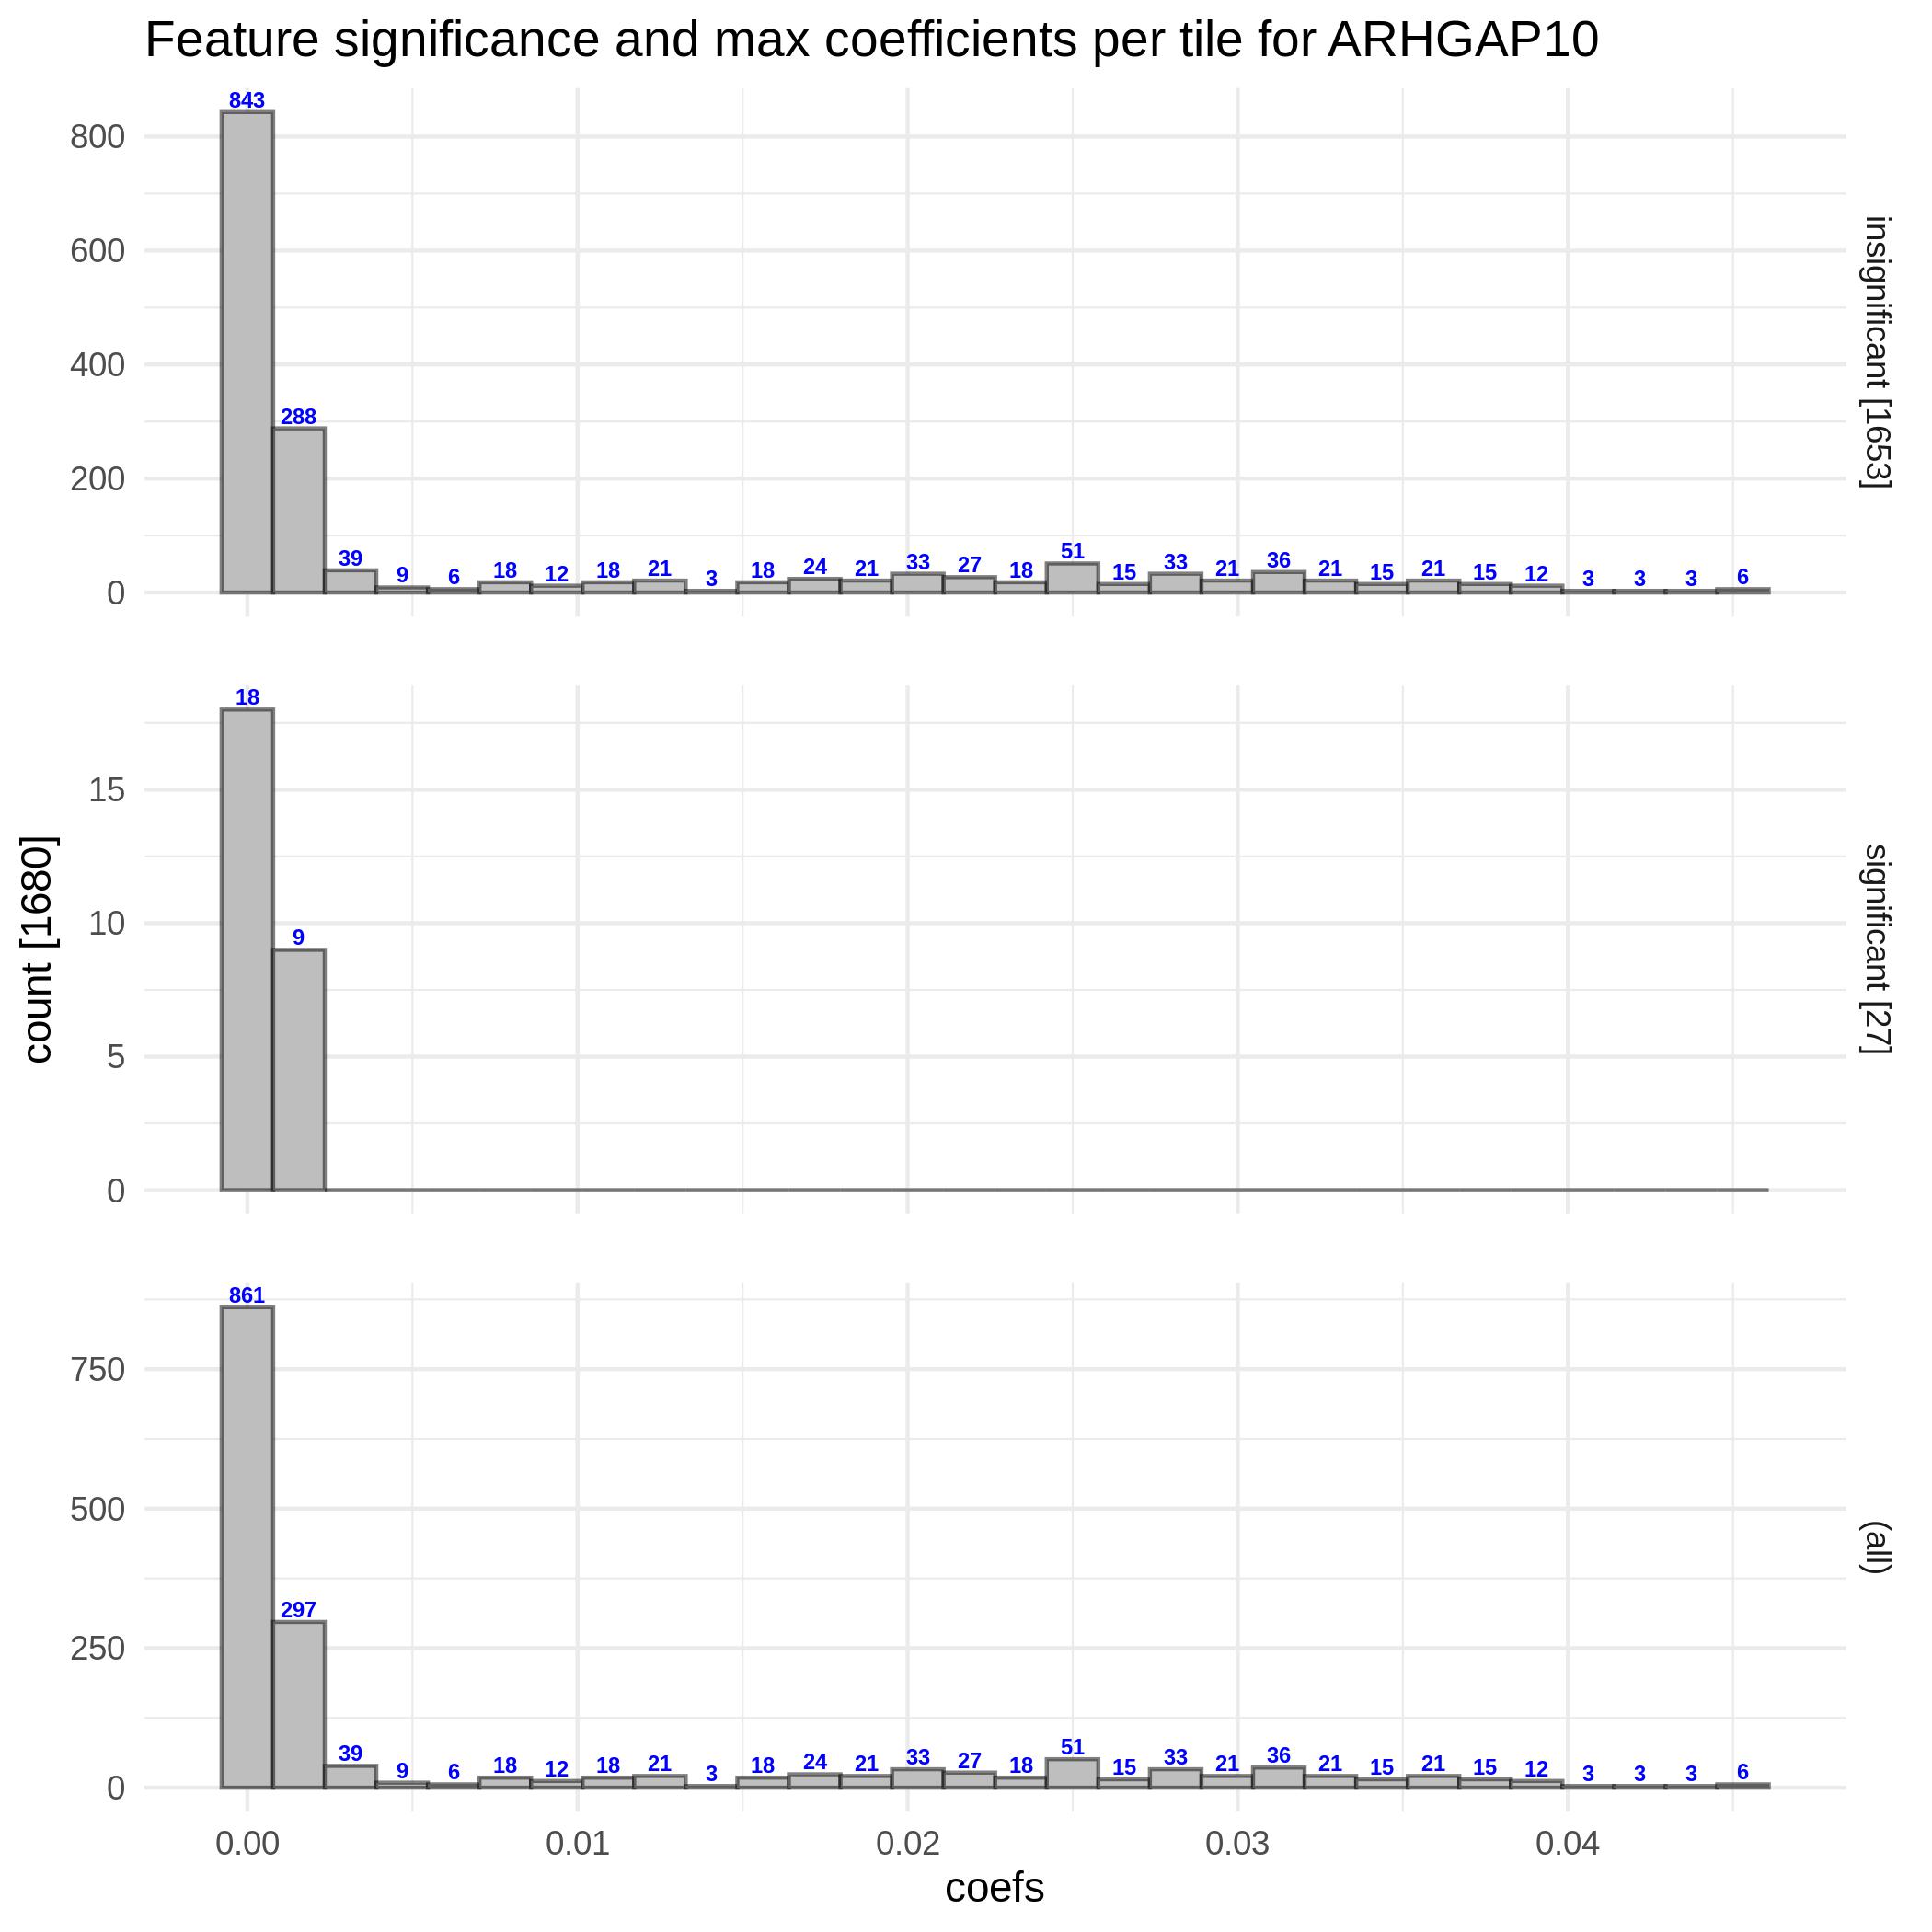 Feature significance and max coefficients per tile for ARHGAP10
843
800
600
400
288
200
39 9 6 18 12 18 21 3 18 24 21 33 27 18 51 15 33 21 36 21 15 21 15 12 3 3 3 6
0
insignificant [1653]
18
15
10
9
5
0
significant [27]
count [1680]
861
750
500
297
250
39 9 6 18 12 18 21 3 18 24 21 33 27 18 51 15 33 21 36 21 15 21 15 12 3 3 3 6
0
(all)
0.00 0.01 0.02 0.03 0.04
coefs